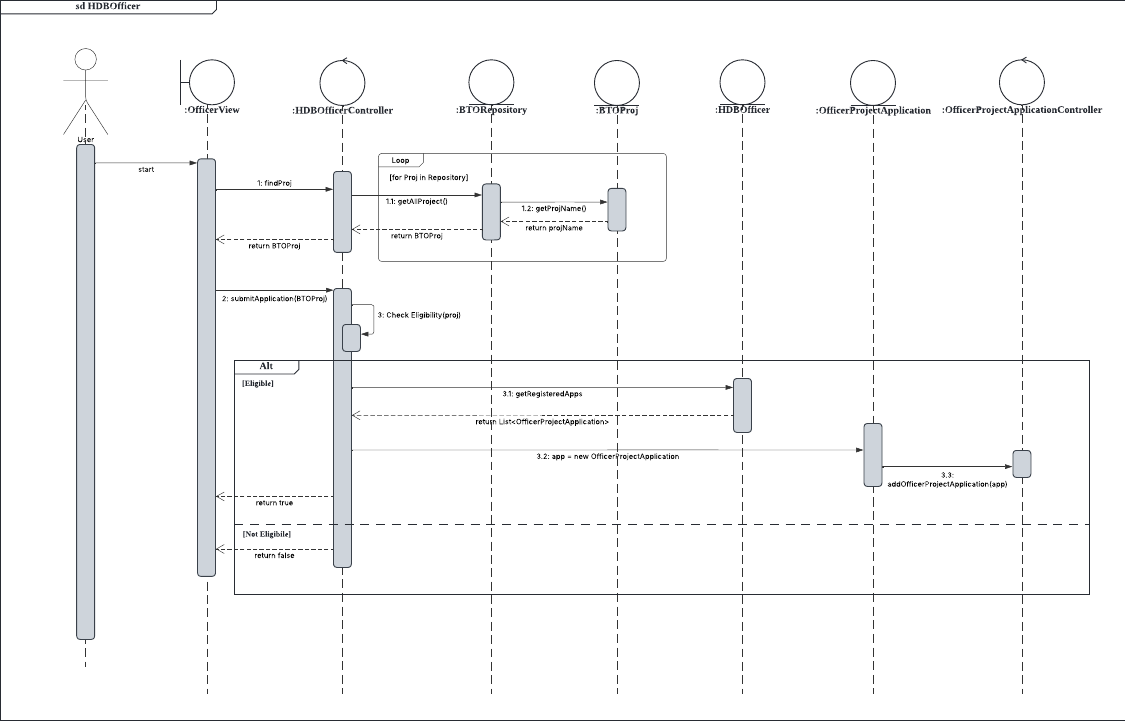 sd HDBOfficer
User
:OfficerView
:HDBOfficerController
:BTORepository
:BTOProj
:HDBOfficer
:OfficerProjectApplication
:OfficerProjectApplicationController
start
Loop
[for Proj in Repository]
1: findProj
1.1: getAllProject()
1.2: getProjName()
return projName
return BTOProj
return BTOProj
2: submitApplication(BTOProj)
3: Check Eligibility(proj)
Alt
[Eligible]
3.1: getRegisteredApps
return List<OfficerProjectApplication>
3.2: app = new OfficerProjectApplication
3.3:
addOfficerProjectApplication(app)
return true
[Not Eligibile]
return false